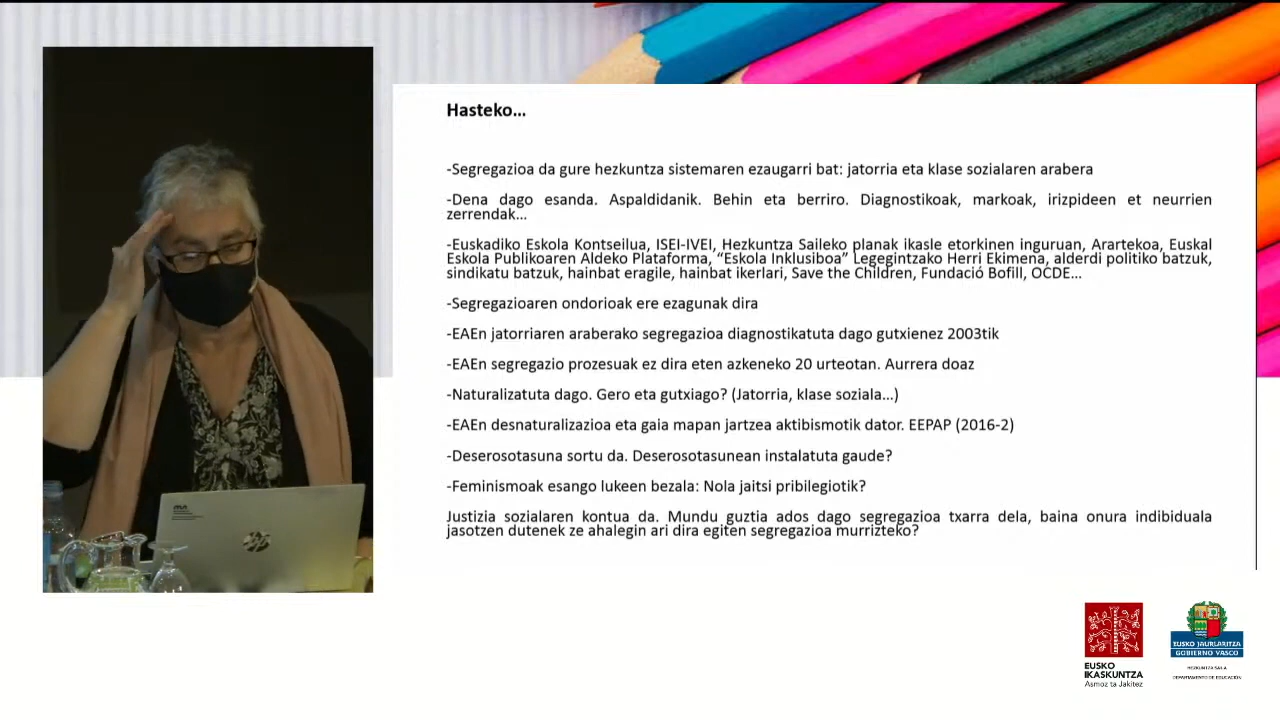 Hasteko...
-Segregazioa da gure hezkuntza sistemaren ezaugarri bat: jatorria eta klase sozialaren arabera
-Dena dago esanda. Aspaldidanik. Behin eta berriro. Diagnostikoak, markoak, irizpideen et neurrien
zerrendak...
-Euskadiko Eskola Kontseilua, ISEI-IVEI, Hezkuntza Saileko planak ikasle etorkinen inguruan, Arartekoa, Euskal
Eskola Publikoaren Aldeko Plataforma, “Eskola Inklusiboa” Legegintzako Herri Ekimena, alderdi politiko batzuk,
sindikatu batzuk, hainbat eragile, hainbat ikerlari, Save the Children, Fundació Bofill, OCDE...
-Segregazioaren ondorioak ere ezagunak dira
-EAEn jatorriaren araberako segregazioa diagnostikatuta dago gutxienez 2003tik
-EAEn segregazio prozesuak ez dira eten azkeneko 20 urteotan. Aurrera doaz
-Naturalizatuta dago. Gero eta gutxiago? (Jatorria, klase soziala...)
-EAEn desnaturalizazioa eta gaia mapan jartzea aktibismotik dator. EEPAP (2016-2)
-Deserosotasuna sortu da. Deserosotasunean instalatuta gaude?
-Feminismoak esango lukeen bezala: Nola jaitsi pribilegiotik?
Justizia sozialaren kontua da. Mundu guztia ados dago segregazioa txarra dela, baina onura indibiduala
jasotzen dutenek ze ahalegin ari dira egiten segregazioa murrizteko?
EUSKO
IKASKUNTZA
Asmoz ta Jakitez
EUSKO JAURLARITZA
GOBIERNO VASCO
HEZKUNTZA SAILA
DEPARTAMENTO DE EDUCACIÓN